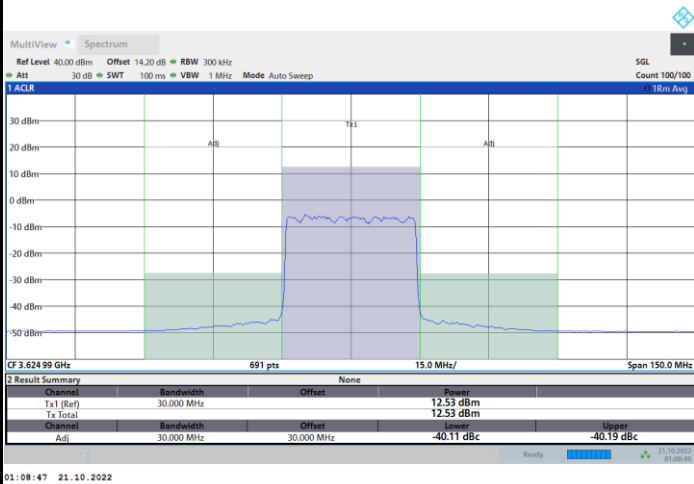 MultiView Spectrum
Ref Level 40.00 dBm Offset 14.20 dB RBW 300 kHz SGL
Att 30 dB SWT 100 ms VBW 1 MHz Mode Auto Sweep Count 100/100
1 ACLR 1Rm Avg
30 dBm
Tx1
20 dBm Adj Adj
10 dBm
0 dBm
-10 dBm
-20 dBm
-30 dBm
-40 dBm
-50 dBm
CF 3.624 99 GHz 691 pts 15.0 MHz/ Span 150.0 MHz
2 Result Summary None
Channel Bandwidth Offset Power
Tx1 (Ref) 30.000 MHz 12.53 dBm
Tx Total 12.53 dBm
Channel Bandwidth Offset Lower Upper
Adj 30.000 MHz 30.000 MHz -40.11 dBc -40.19 dBc
Ready 21.10.2022
01:08:46
01:08:47 21.10.2022